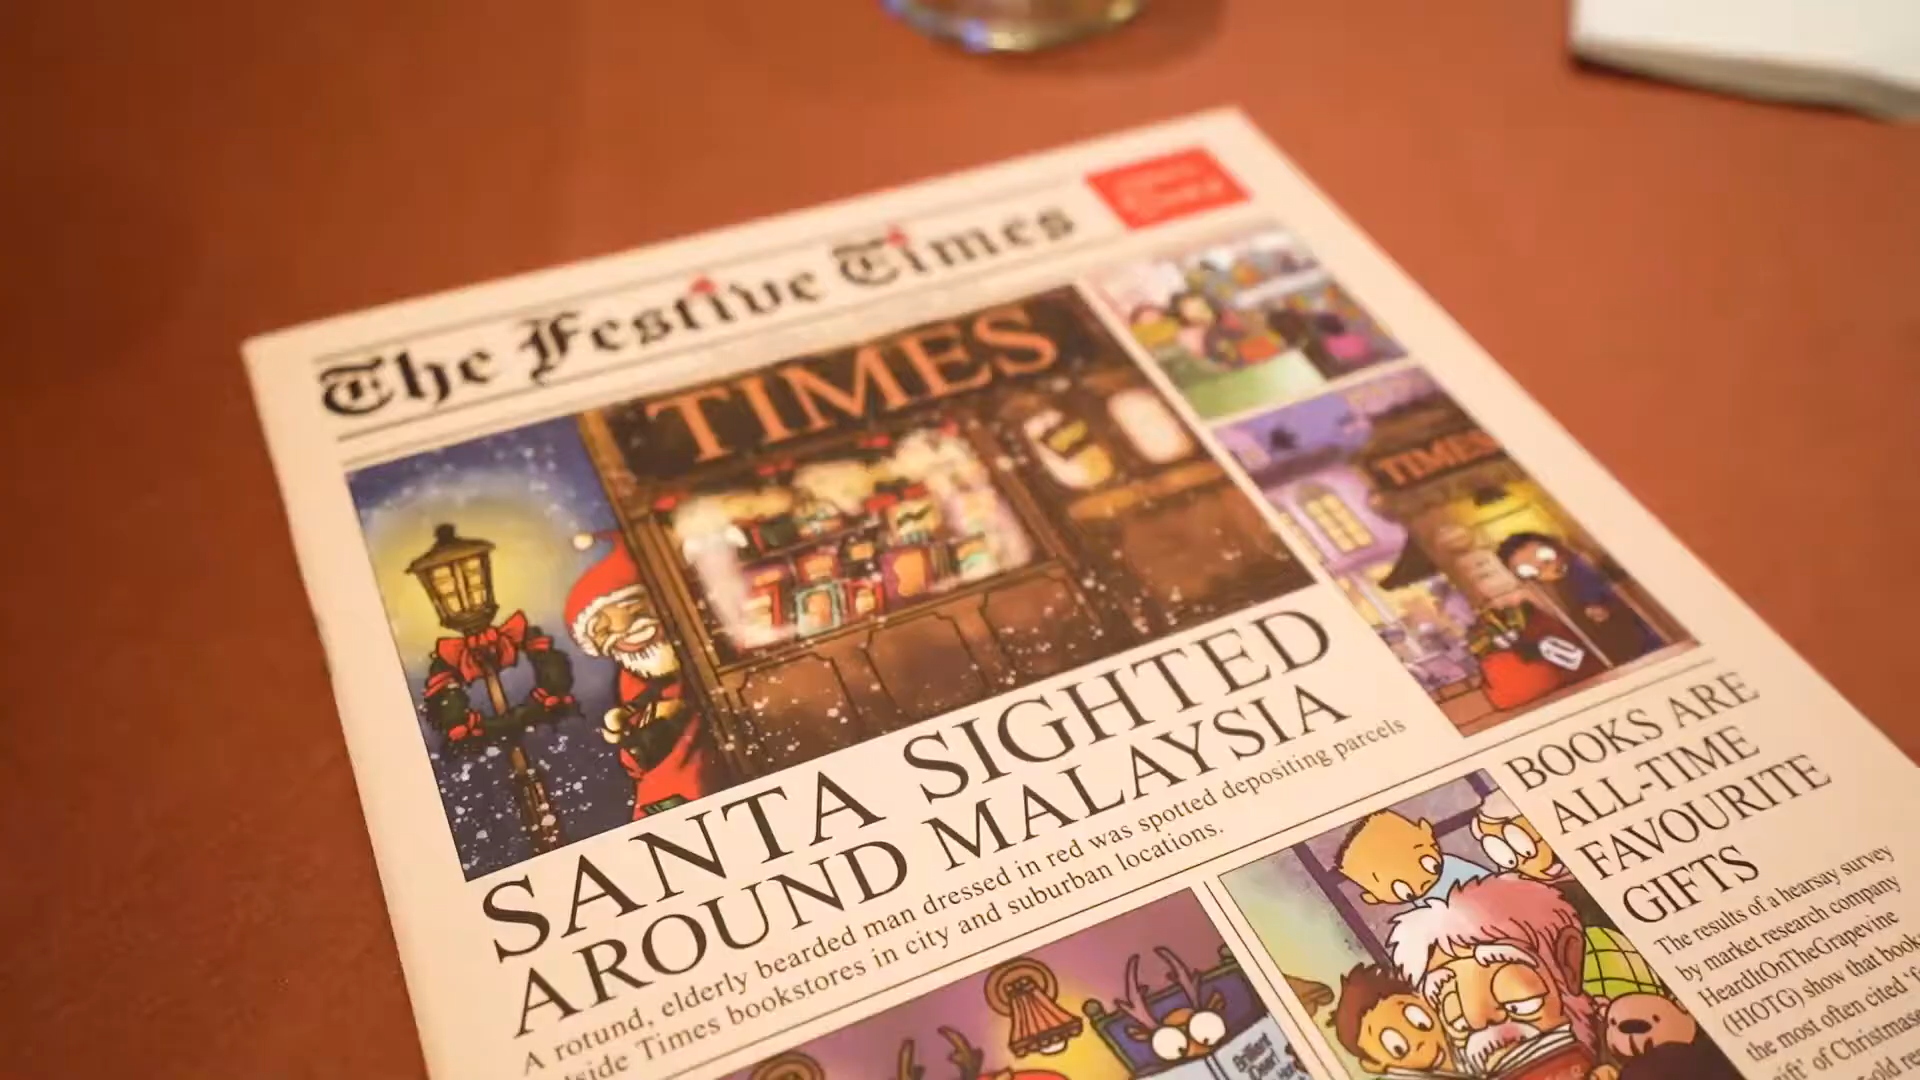 The Festive Times
TIMES
TIMES
SANTA SIGHTED
AROUND MALAYSIA
A rotund, elderly bearded man dressed in red was spotted depositing parcels
side Times bookstores in city and suburban locations.
BOOKS ARE
ALL-TIME
FAVOURITE
GIFTS
The results of a hearsay survey
by market research company
HeardItOnTheGrapevine
(HIOTG) show that book
the most often cited
of Christmas